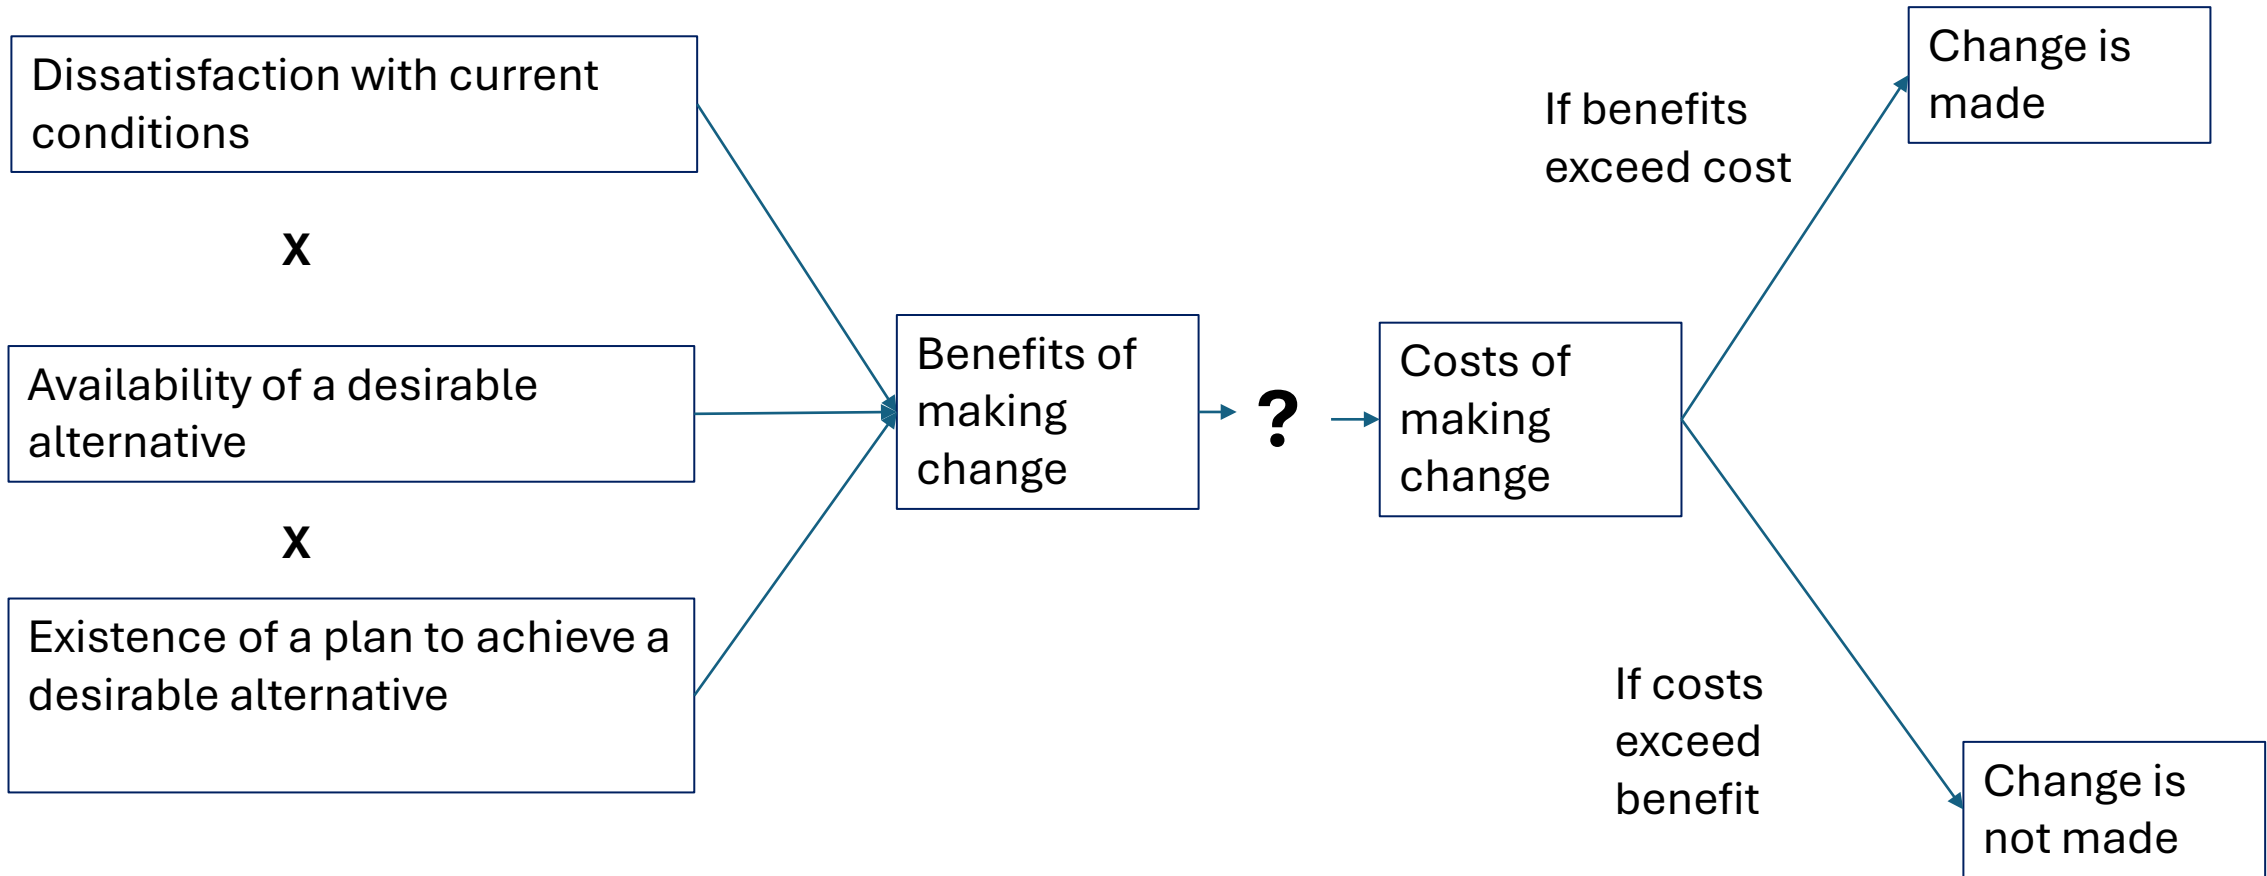 Dissatisfaction with current
conditions
X
Availability of a desirable
alternative
X
Existence of a plan to achieve a
desirable alternative
Benefits of
making
change
?
Costs of
making
change
If benefits
exceed cost
Change is
made
If costs
exceed
benefit
Change is
not made